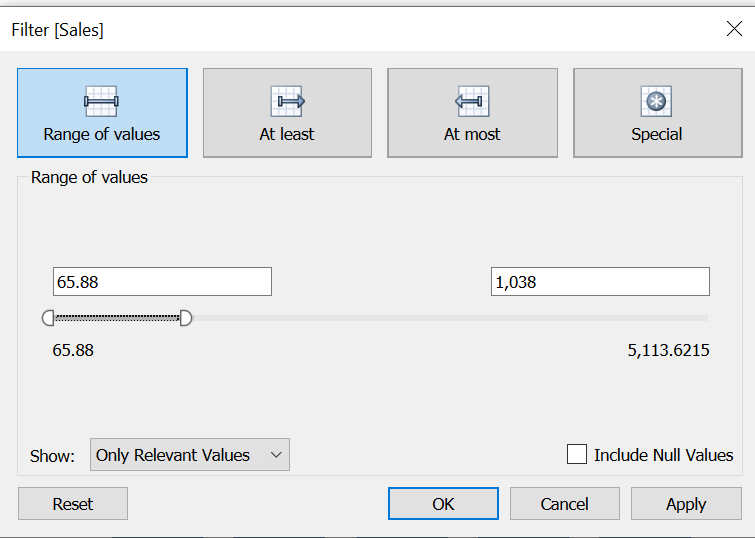 Filter [Sales]
Range of values
At least
At most
Special
Range of values
65.88
1,038
65.88
5,113.6215
Show:
Only Relevant Values
Include Null Values
Reset
OK
Cancel
Apply